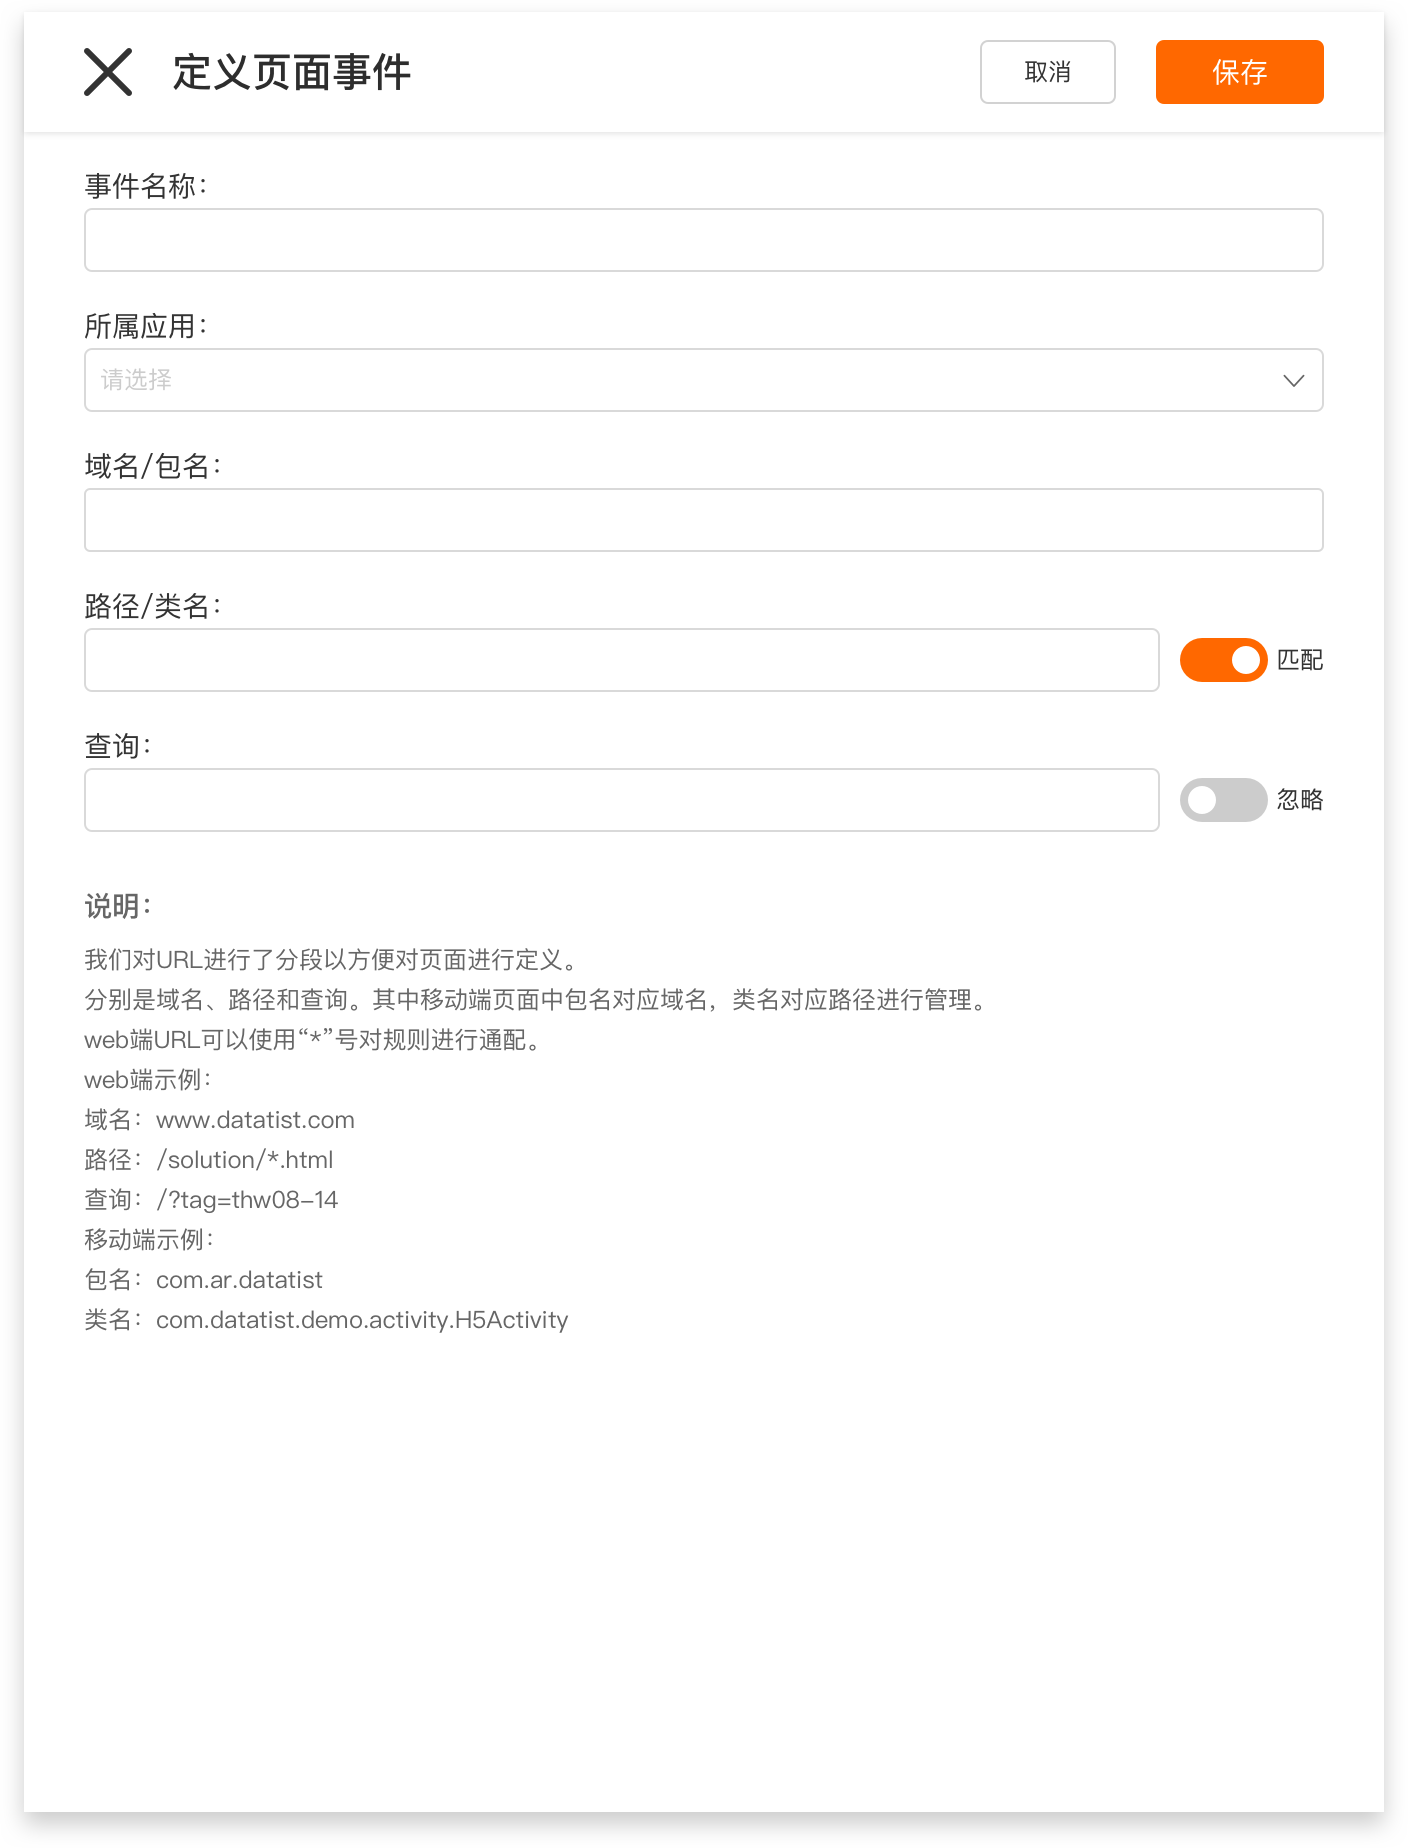 定义页面事件
取消
保存
事件名称：
所属应用：
请选择
域名/包名：
路径/类名：
匹配
查询：
忽略
说明：
我们对URL进行了分段以方便对页面进行定义。
分别是域名、路径和查询。其中移动端页面中包名对应域名，类名对应路径进行管理。
web端URL可以使用“*”号对规则进行通配。
web端示例：
域名：www.datatist.com
路径：/solution/*.html
查询：/?tag=thw08-14
移动端示例：
包名：com.ar.datatist
类名：com.datatist.demo.activity.H5Activity